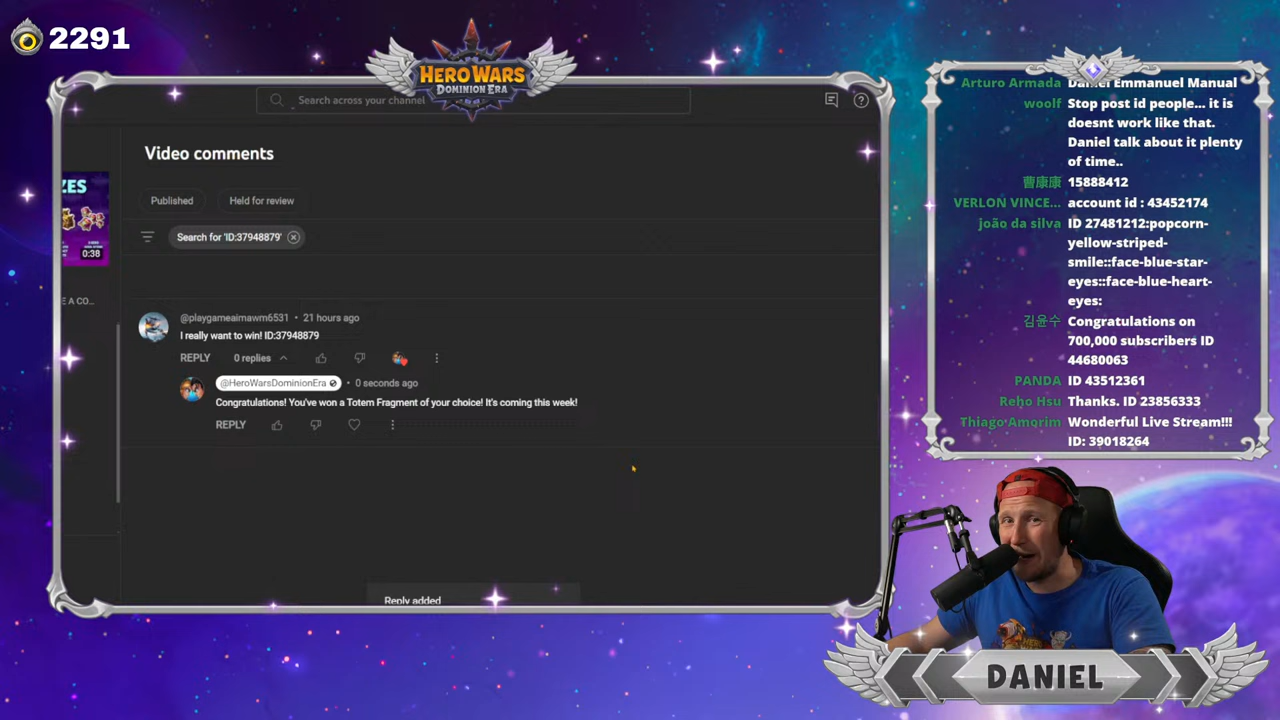 2291
HERO WARS
DOMINION ERA
Search across your channel
Video comments
Published
Held for review
Search for 'ID:37948879'
ZES
0:38
E A CO...
@playgameaimawm6531 • 21 hours ago
I really want to win! ID:37948879
REPLY 0 replies
@HeroWarsDominionEra • 0 seconds ago
Congratulations! You've won a Totem Fragment of your choice! It's coming this week!
REPLY
Reply added
Arturo Armada Daniel Emmanuel Manual
woolf Stop post id people... it is
doesnt work like that.
Daniel talk about it plenty
of time..
曹康康 15888412
VERLON VINCE... account id : 43452174
joão da silva ID 27481212:popcorn-
yellow-striped-
smile::face-blue-star-
eyes::face-blue-heart-
eyes:
김윤수 Congratulations on
700,000 subscribers ID
44680063
PANDA ID 43512361
Reho Hsu Thanks. ID 23856333
Thiago Amorim Wonderful Live Stream!!!
ID: 39018264
DANIEL